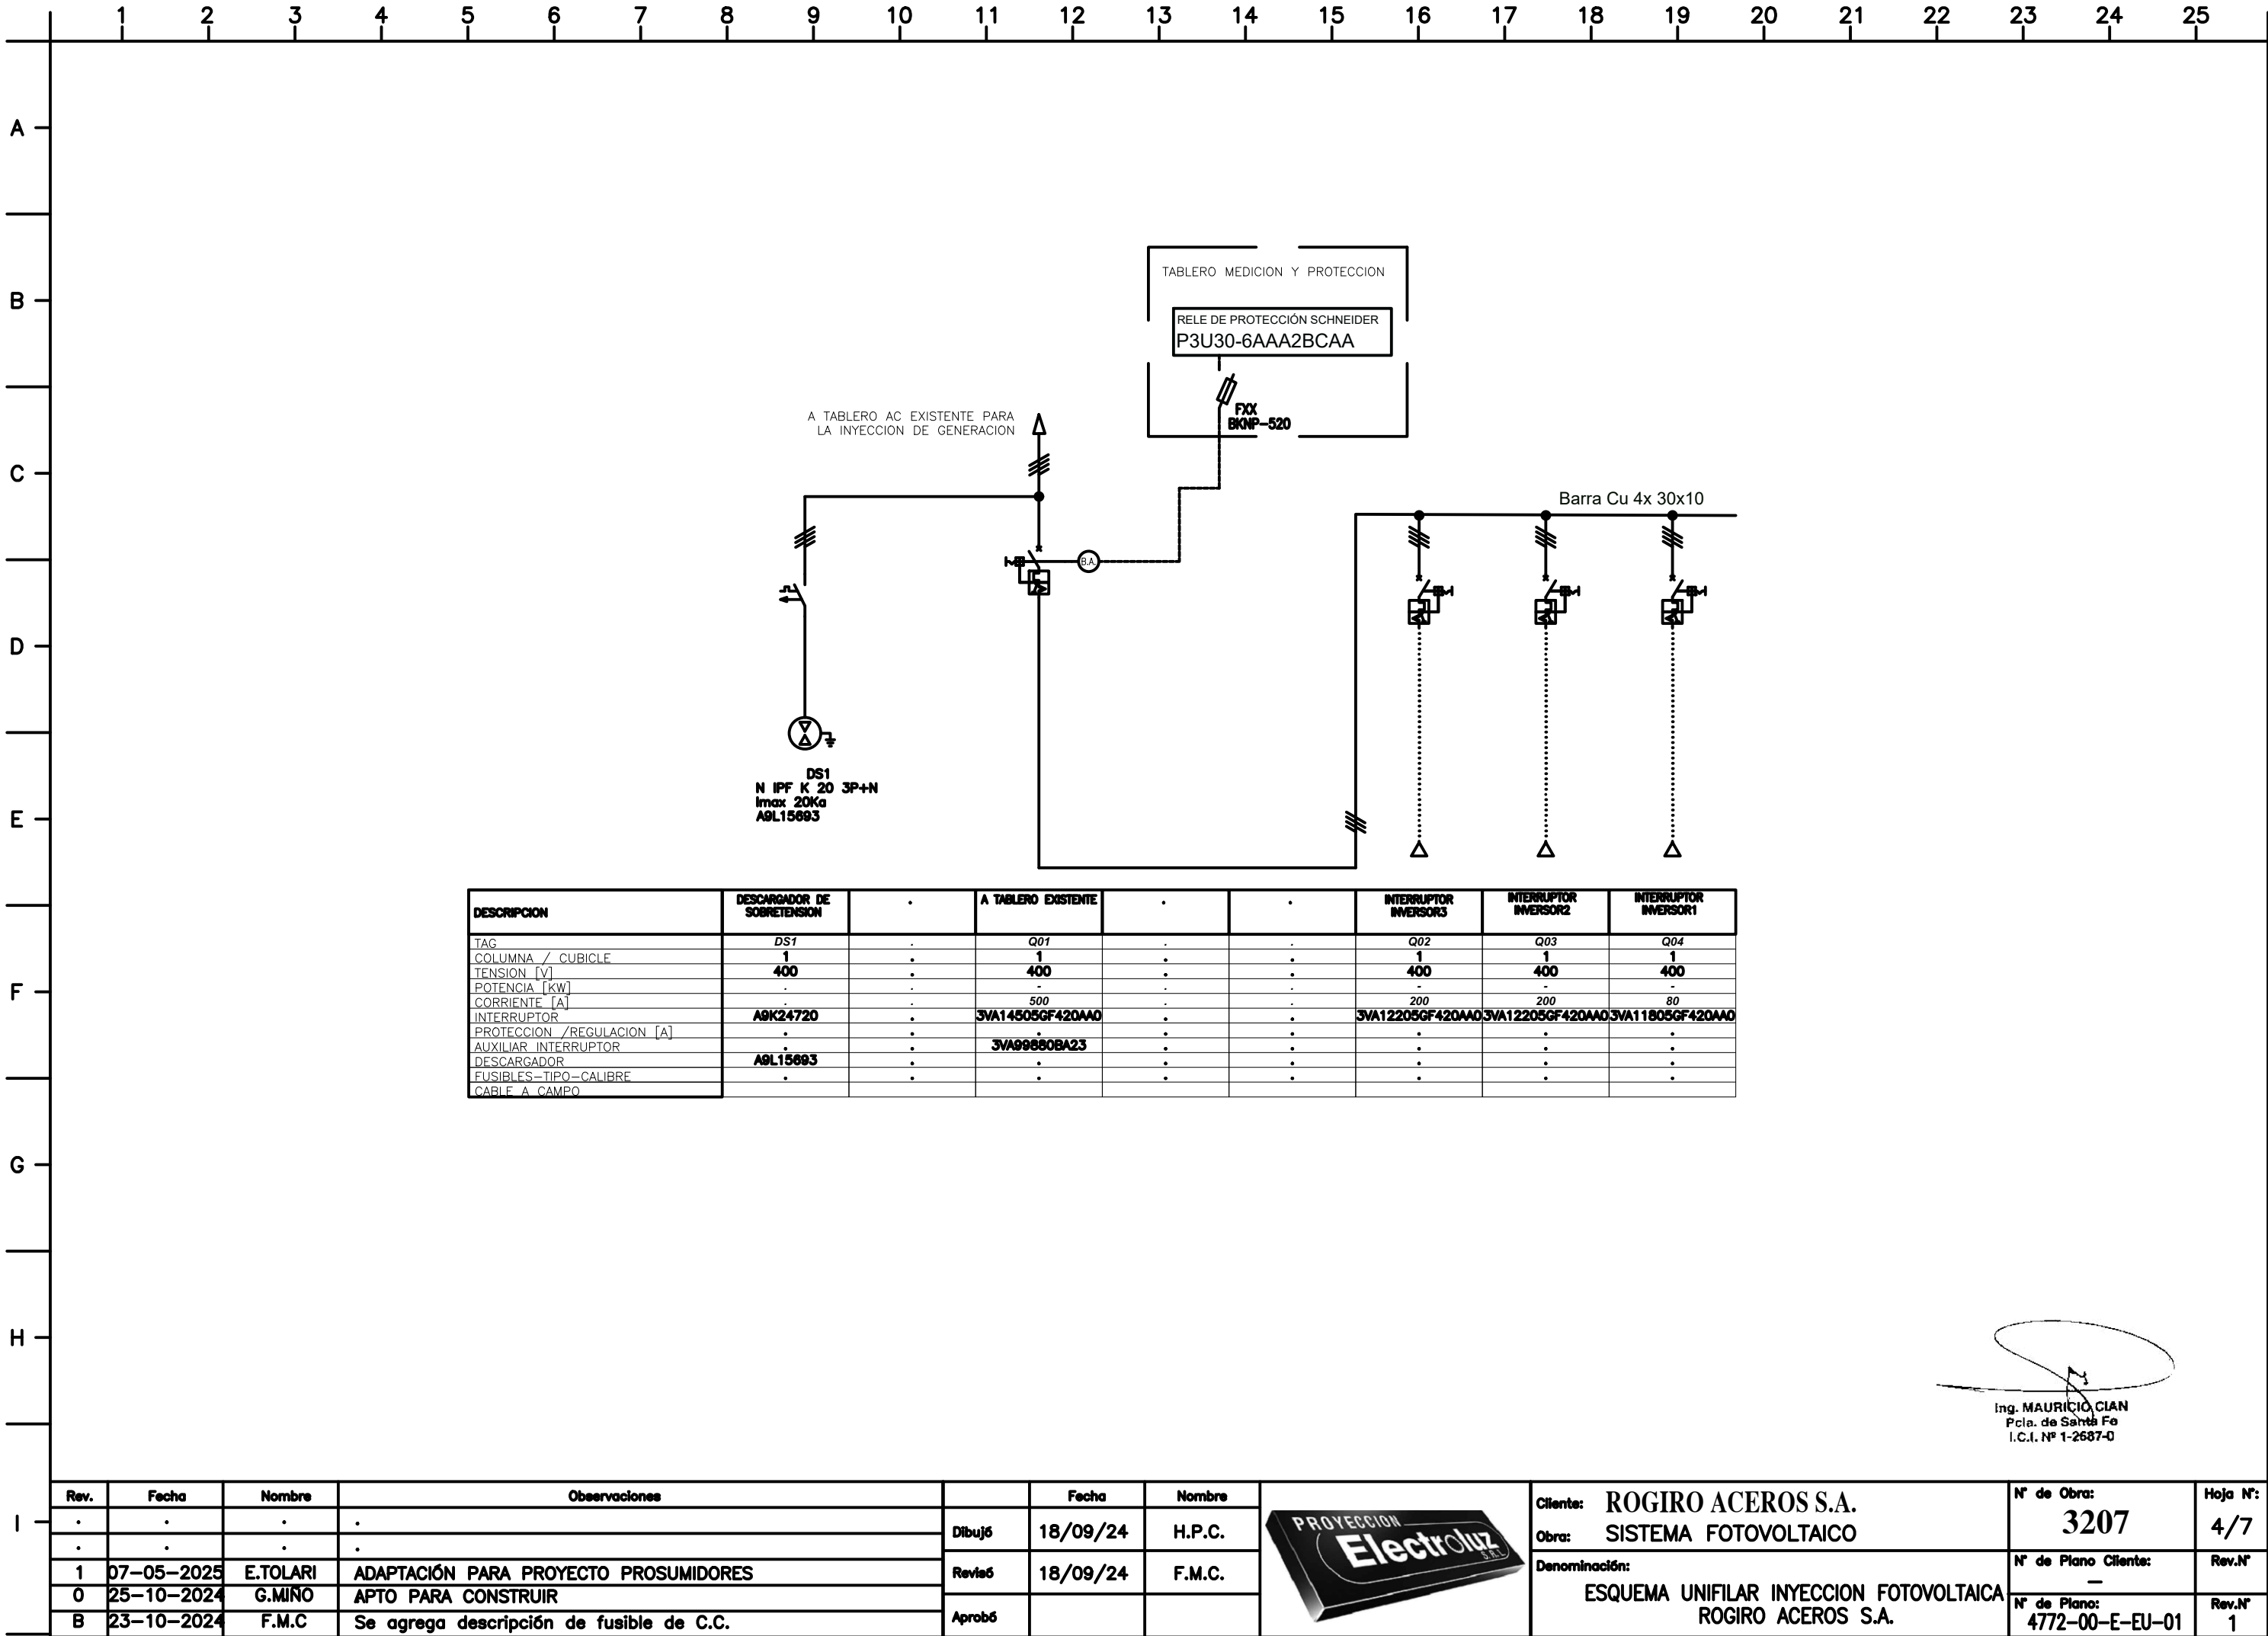 1 2 3 4 5 6 7 8 9 10 11 12 13 14 15 16 17 18 19 20 21 22 23 24 25
A
B
C
D
E
F
G
H
I
TABLERO MEDICION Y PROTECCION
RELE DE PROTECCIÓN SCHNEIDER
P3U30-6AAA2BCAA
FXX
BKNP-520
A TABLERO AC EXISTENTE PARA
LA INYECCION DE GENERACION
Barra Cu 4x 30x10
B.A.
DS1
N IPF K 20 3P+N
Imax 20Ka
A9L15693
DESCRIPCION
DESCARGADOR DE
SOBRETENSION
.
A TABLERO EXISTENTE
.
.
INTERRUPTOR
INVERSOR3
INTERRUPTOR
INVERSOR2
INTERRUPTOR
INVERSOR1
TAG DS1 . Q01 . . Q02 Q03 Q04
COLUMNA / CUBICLE 1 . 1 . . 1 1 1
TENSION [V] 400 . 400 . . 400 400 400
POTENCIA [KW] . . - . . - - -
CORRIENTE [A] . . 500 . . 200 200 80
INTERRUPTOR A9K24720 . 3VA14505GF420AA0 . . 3VA12205GF420AA0 3VA12205GF420AA0 3VA11805GF420AA0
PROTECCION /REGULACION [A] . . . . . . . .
AUXILIAR INTERRUPTOR . . 3VA99880BA23 . . . . .
DESCARGADOR A9L15693 . . . . . . .
FUSIBLES-TIPO-CALIBRE . . . . . . . .
CABLE A CAMPO
Ing. MAURICIO CIAN
Pcia. de Santa Fe
I.C.I. Nº 1-2687-0
Rev. Fecha Nombre Observaciones
. . . .
. . . .
1 07-05-2025 E.TOLARI ADAPTACIÓN PARA PROYECTO PROSUMIDORES
0 25-10-2024 G.MIÑO APTO PARA CONSTRUIR
B 23-10-2024 F.M.C Se agrega descripción de fusible de C.C.
Fecha Nombre
Dibujó 18/09/24 H.P.C.
Revisó 18/09/24 F.M.C.
Aprobó
PROYECCION
Electroluz
S.R.L.
Cliente: ROGIRO ACEROS S.A.
Obra: SISTEMA FOTOVOLTAICO
Denominación:
ESQUEMA UNIFILAR INYECCION FOTOVOLTAICA
ROGIRO ACEROS S.A.
N° de Obra:
3207
Hoja N°:
4/7
N° de Plano Cliente:
-
Rev.N°
N° de Plano:
4772-00-E-EU-01
Rev.N°
1